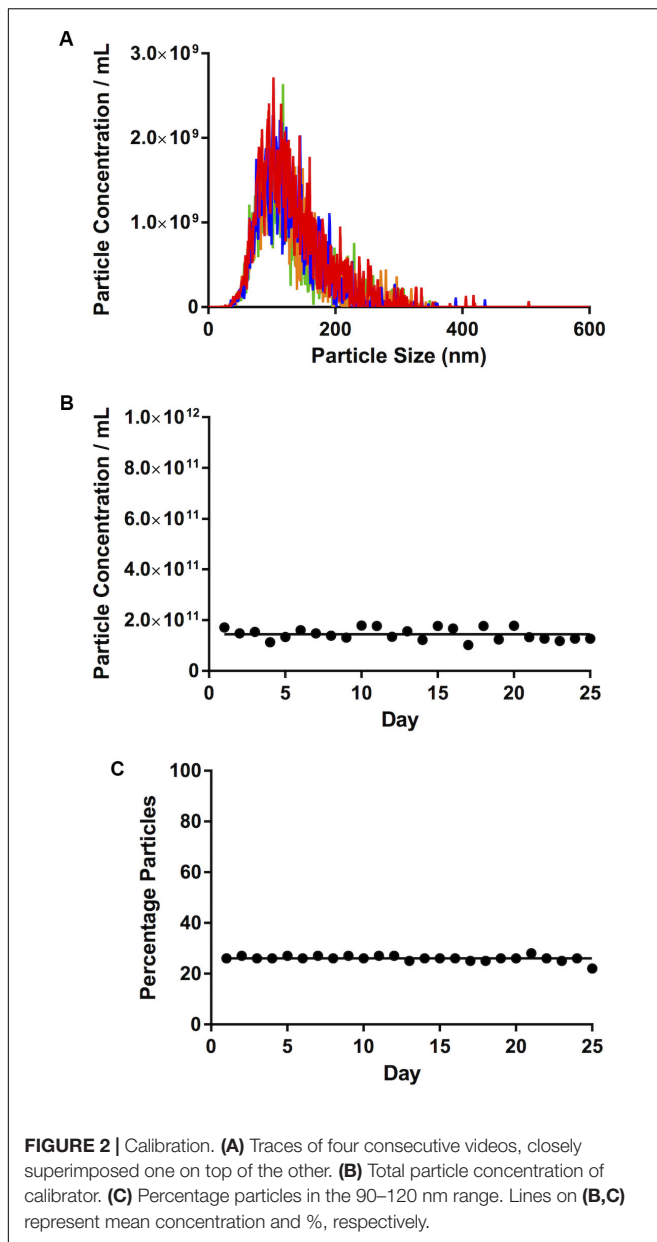 A
Particle Concentration / mL
3.0×10⁹
2.0×10⁹
1.0×10⁹
0
0 200 400 600
Particle Size (nm)
B
Particle Concentration / mL
1.0×10¹²
8.0×10¹¹
6.0×10¹¹
4.0×10¹¹
2.0×10¹¹
0
0 5 10 15 20 25
Day
C
Percentage Particles
100
80
60
40
20
0
0 5 10 15 20 25
Day
FIGURE 2 | Calibration. (A) Traces of four consecutive videos, closely
superimposed one on top of the other. (B) Total particle concentration of
calibrator. (C) Percentage particles in the 90–120 nm range. Lines on (B,C)
represent mean concentration and %, respectively.